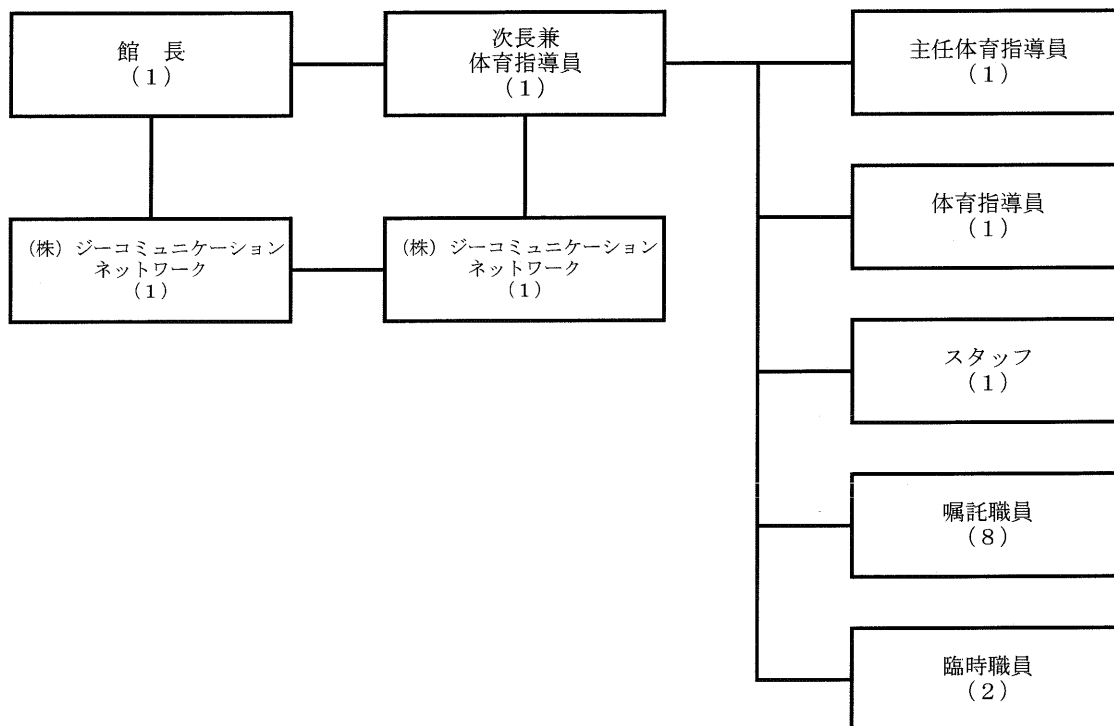 館　長
(1)
次長兼
体育指導員
(1)
主任体育指導員
(1)
(株) ジーコミュニケーション
ネットワーク
(1)
(株) ジーコミュニケーション
ネットワーク
(1)
体育指導員
(1)
スタッフ
(1)
嘱託職員
(8)
臨時職員
(2)